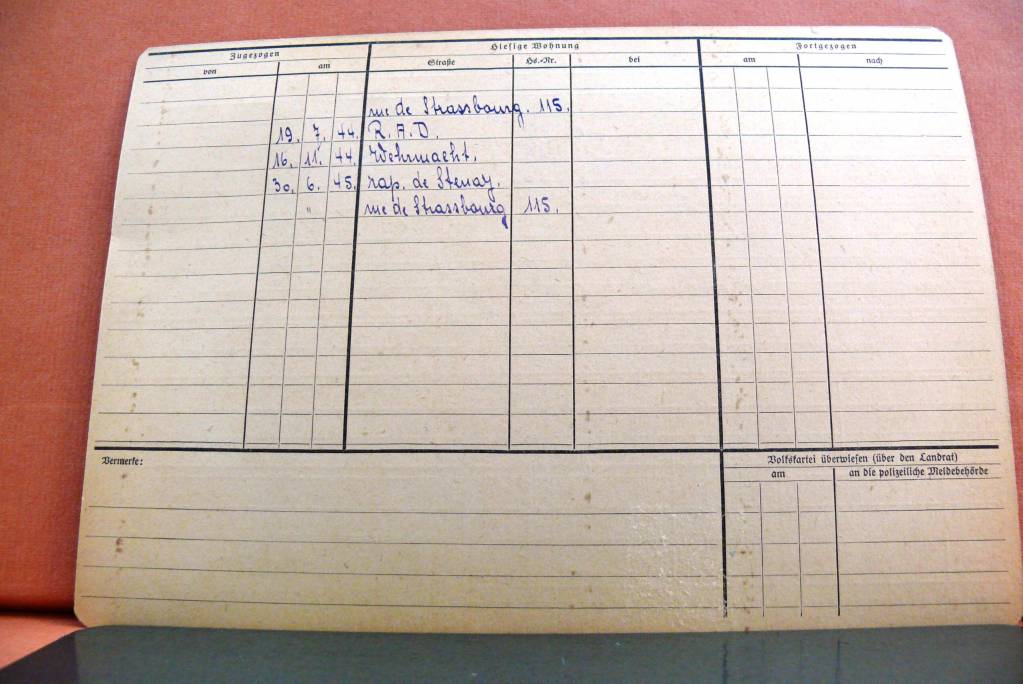 Zugezogen Hiesige Wohnung Fortgezogen
von am Straße Hs.-Nr. bei am nach
rue de Strassbourg. 115.
19. 7. 44. R.A.D.
16. 11. 44. Wehrmacht.
30. 6. 45. rap. de Stenay.
" rue de Strassbourg 115.
Vermerke: Volkskartei überwiesen (über den Landrat)
am an die polizeiliche Meldebehörde